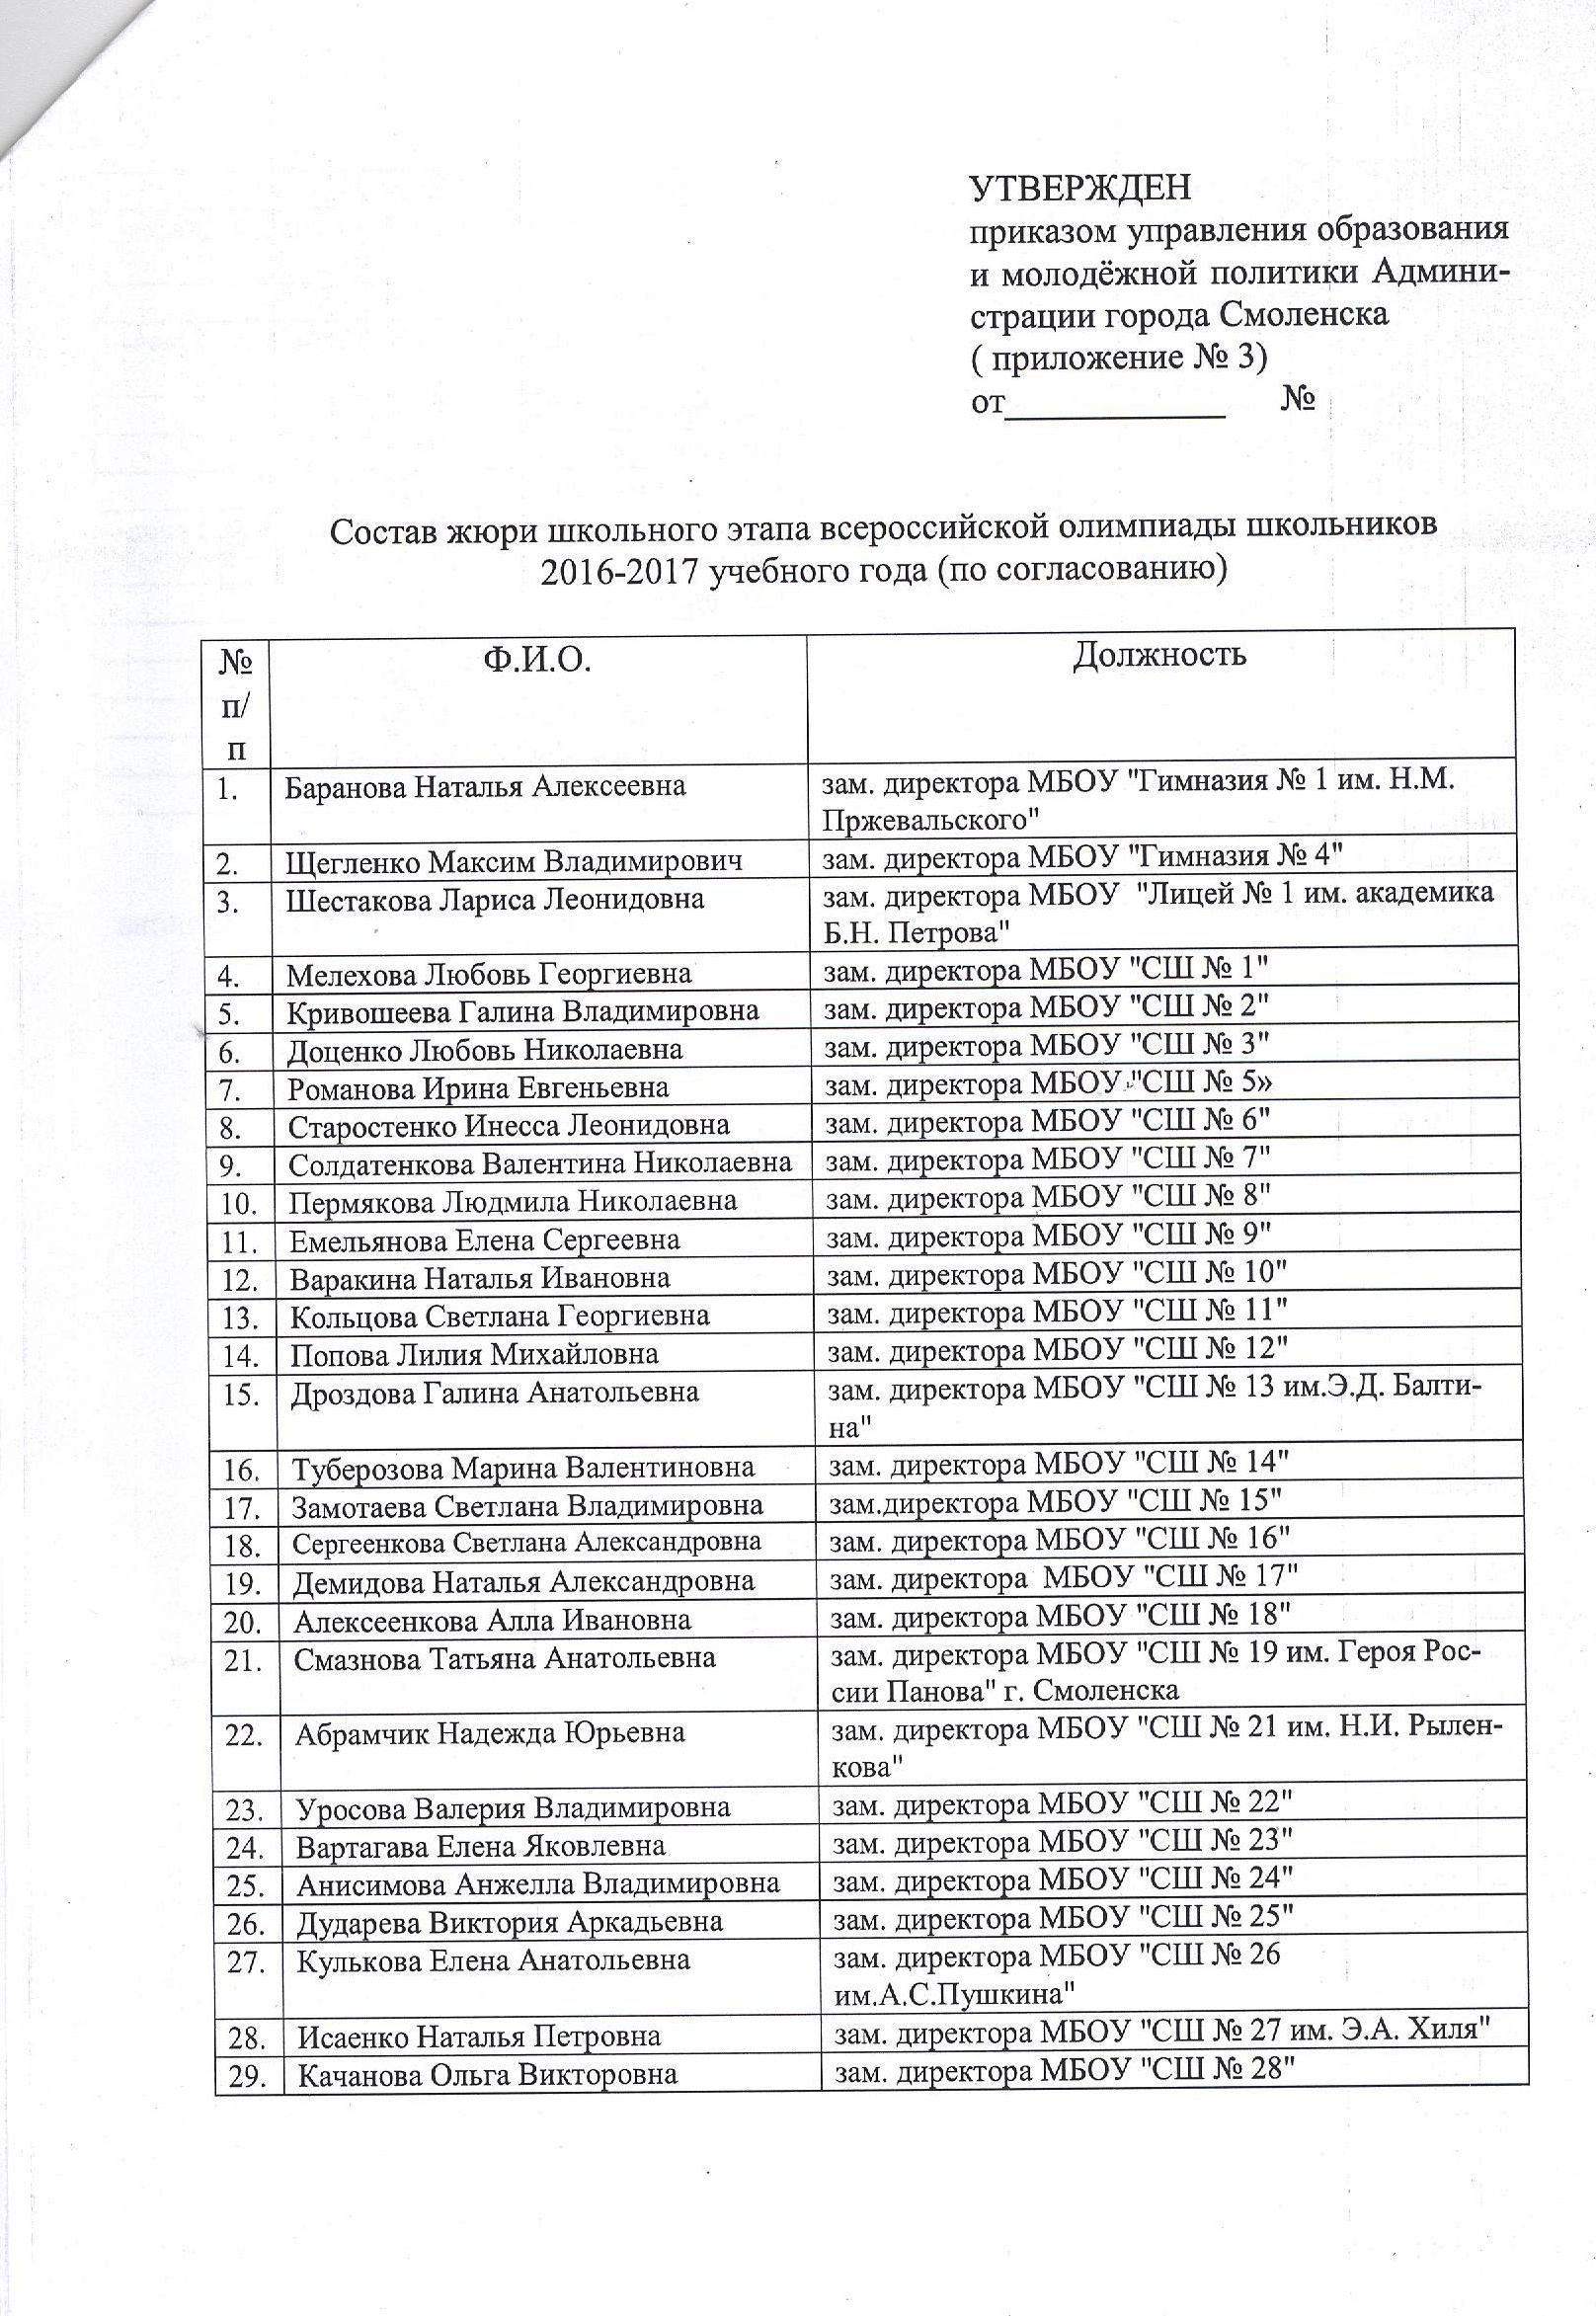 УТВЕРЖДЕН
приказом управления образования
и молодёжной политики Админи-
страции города Смоленска
( приложение № 3)
от_____________ №
Состав жюри школьного этапа всероссийской олимпиады школьников
2016-2017 учебного года (по согласованию)
№ п/п Ф.И.О. Должность
1. Баранова Наталья Алексеевна зам. директора МБОУ "Гимназия № 1 им. Н.М.
Пржевальского"
2. Щегленко Максим Владимирович зам. директора МБОУ "Гимназия № 4"
3. Шестакова Лариса Леонидовна зам. директора МБОУ "Лицей № 1 им. академика
Б.Н. Петрова"
4. Мелехова Любовь Георгиевна зам. директора МБОУ "СШ № 1"
5. Кривошеева Галина Владимировна зам. директора МБОУ "СШ № 2"
6. Доценко Любовь Николаевна зам. директора МБОУ "СШ № 3"
7. Романова Ирина Евгеньевна зам. директора МБОУ "СШ № 5»
8. Старостенко Инесса Леонидовна зам. директора МБОУ "СШ № 6"
9. Солдатенкова Валентина Николаевна зам. директора МБОУ "СШ № 7"
10. Пермякова Людмила Николаевна зам. директора МБОУ "СШ № 8"
11. Емельянова Елена Сергеевна зам. директора МБОУ "СШ № 9"
12. Варакина Наталья Ивановна зам. директора МБОУ "СШ № 10"
13. Кольцова Светлана Георгиевна зам. директора МБОУ "СШ № 11"
14. Попова Лилия Михайловна зам. директора МБОУ "СШ № 12"
15. Дроздова Галина Анатольевна зам. директора МБОУ "СШ № 13 им.Э.Д. Балти-
на"
16. Туберозова Марина Валентиновна зам. директора МБОУ "СШ № 14"
17. Замотаева Светлана Владимировна зам.директора МБОУ "СШ № 15"
18. Сергеенкова Светлана Александровна зам. директора МБОУ "СШ № 16"
19. Демидова Наталья Александровна зам. директора МБОУ "СШ № 17"
20. Алексеенкова Алла Ивановна зам. директора МБОУ "СШ № 18"
21. Смазнова Татьяна Анатольевна зам. директора МБОУ "СШ № 19 им. Героя Рос-
сии Панова" г. Смоленска
22. Абрамчик Надежда Юрьевна зам. директора МБОУ "СШ № 21 им. Н.И. Рылен-
кова"
23. Уросова Валерия Владимировна зам. директора МБОУ "СШ № 22"
24. Вартагава Елена Яковлевна зам. директора МБОУ "СШ № 23"
25. Анисимова Анжелла Владимировна зам. директора МБОУ "СШ № 24"
26. Дударева Виктория Аркадьевна зам. директора МБОУ "СШ № 25"
27. Кулькова Елена Анатольевна зам. директора МБОУ "СШ № 26
им.А.С.Пушкина"
28. Исаенко Наталья Петровна зам. директора МБОУ "СШ № 27 им. Э.А. Хиля"
29. Качанова Ольга Викторовна зам. директора МБОУ "СШ № 28"